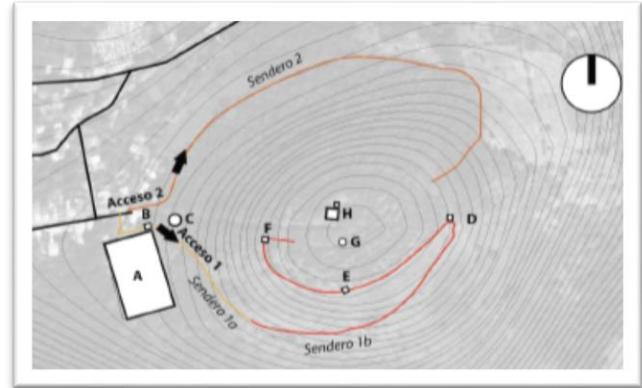 Sendero 2
Acceso 2
B
C
H
D
F
G
Acceso 1
A
E
Sendero 1a
Sendero 1b